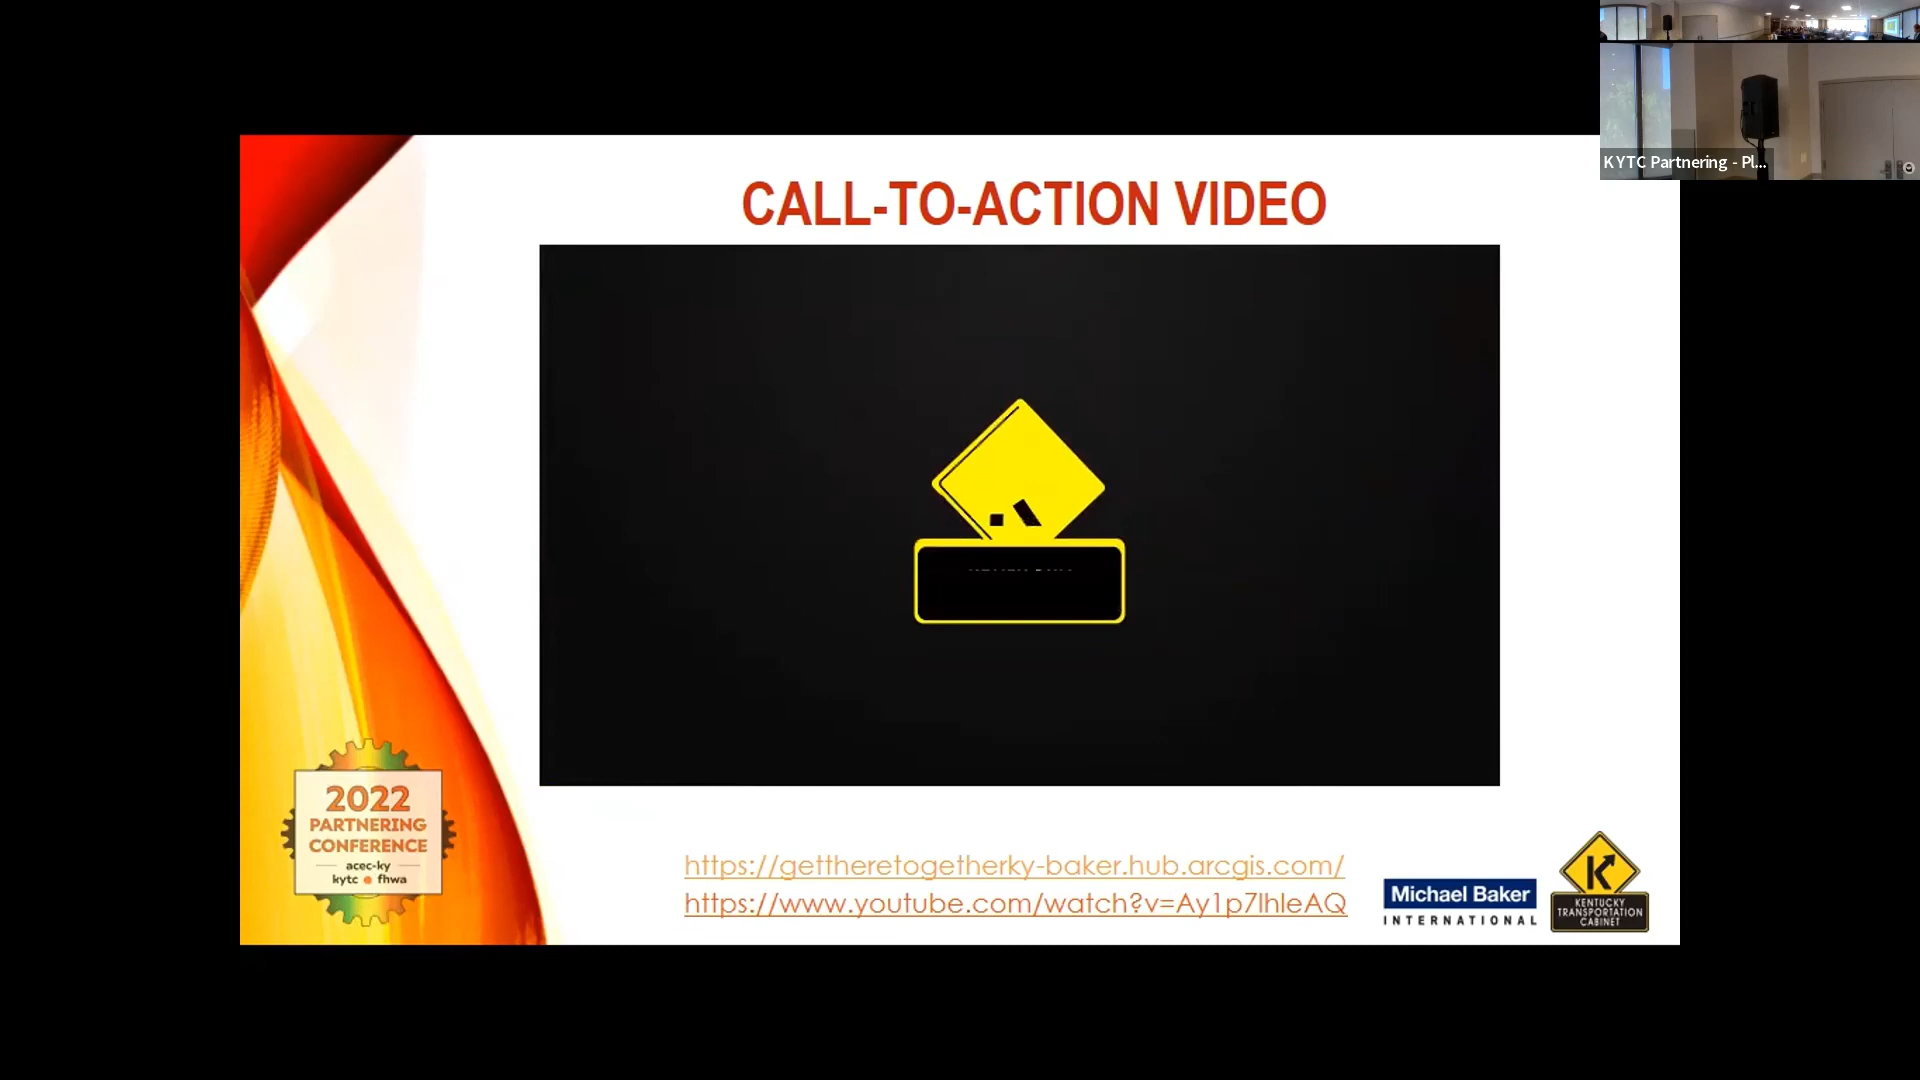 KYTC Partnering - Pl...
CALL-TO-ACTION VIDEO
2022
PARTNERING
CONFERENCE
acec-ky
kytc fhwa
https://gettheretogetherky-baker.hub.arcgis.com/
https://www.youtube.com/watch?v=Ay1p7lhleAQ
Michael Baker
INTERNATIONAL
K
KENTUCKY
TRANSPORTATION
CABINET